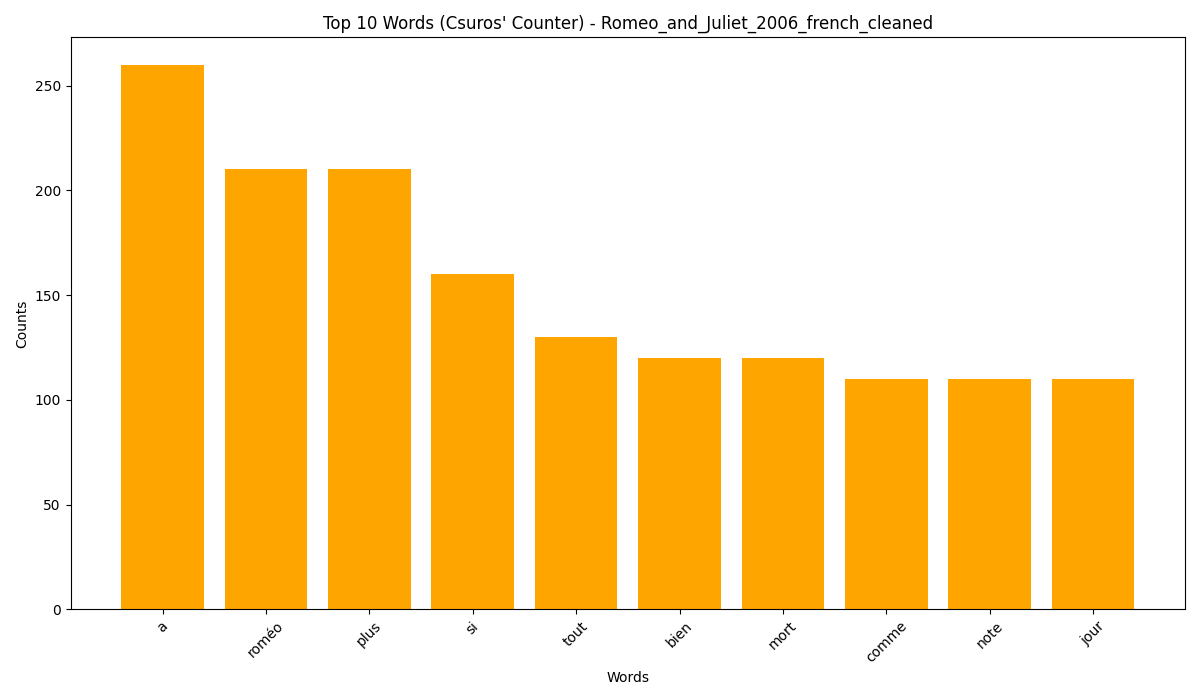 Top 10 Words (Csuros' Counter) - Romeo_and_Juliet_2006_french_cleaned
Counts
250
200
150
100
50
0
a
roméo
plus
si
tout
bien
mort
comme
note
jour
Words